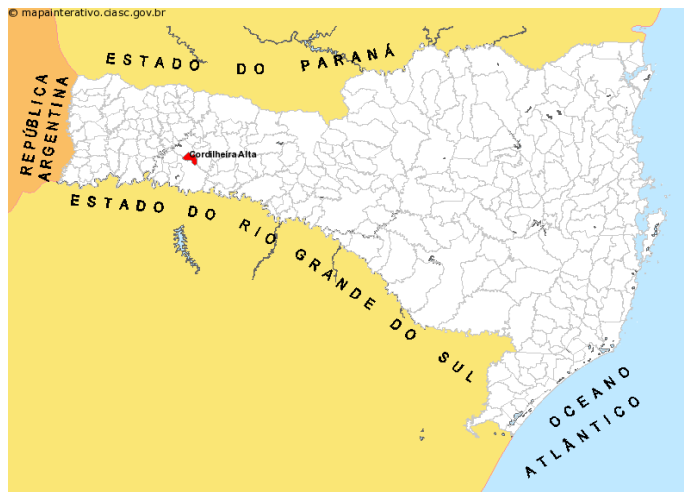 © mapainterativo.ciasc.gov.br
ESTADO DO PARANÁ
REPÚBLICA
ARGENTINA
Cordilheira Alta
ESTADO DO RIO GRANDE DO SUL
OCEANO
ATLÂNTICO